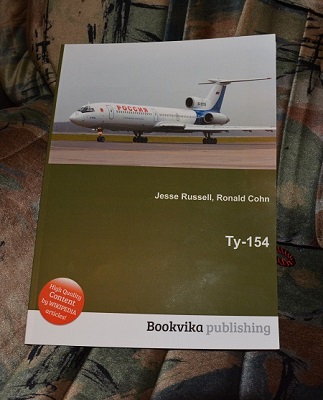 РОССИЯ
Jesse Russell, Ronald Cohn
Ту-154
High Quality
Content
by WIKIPEDIA
articles!
Bookvika publishing